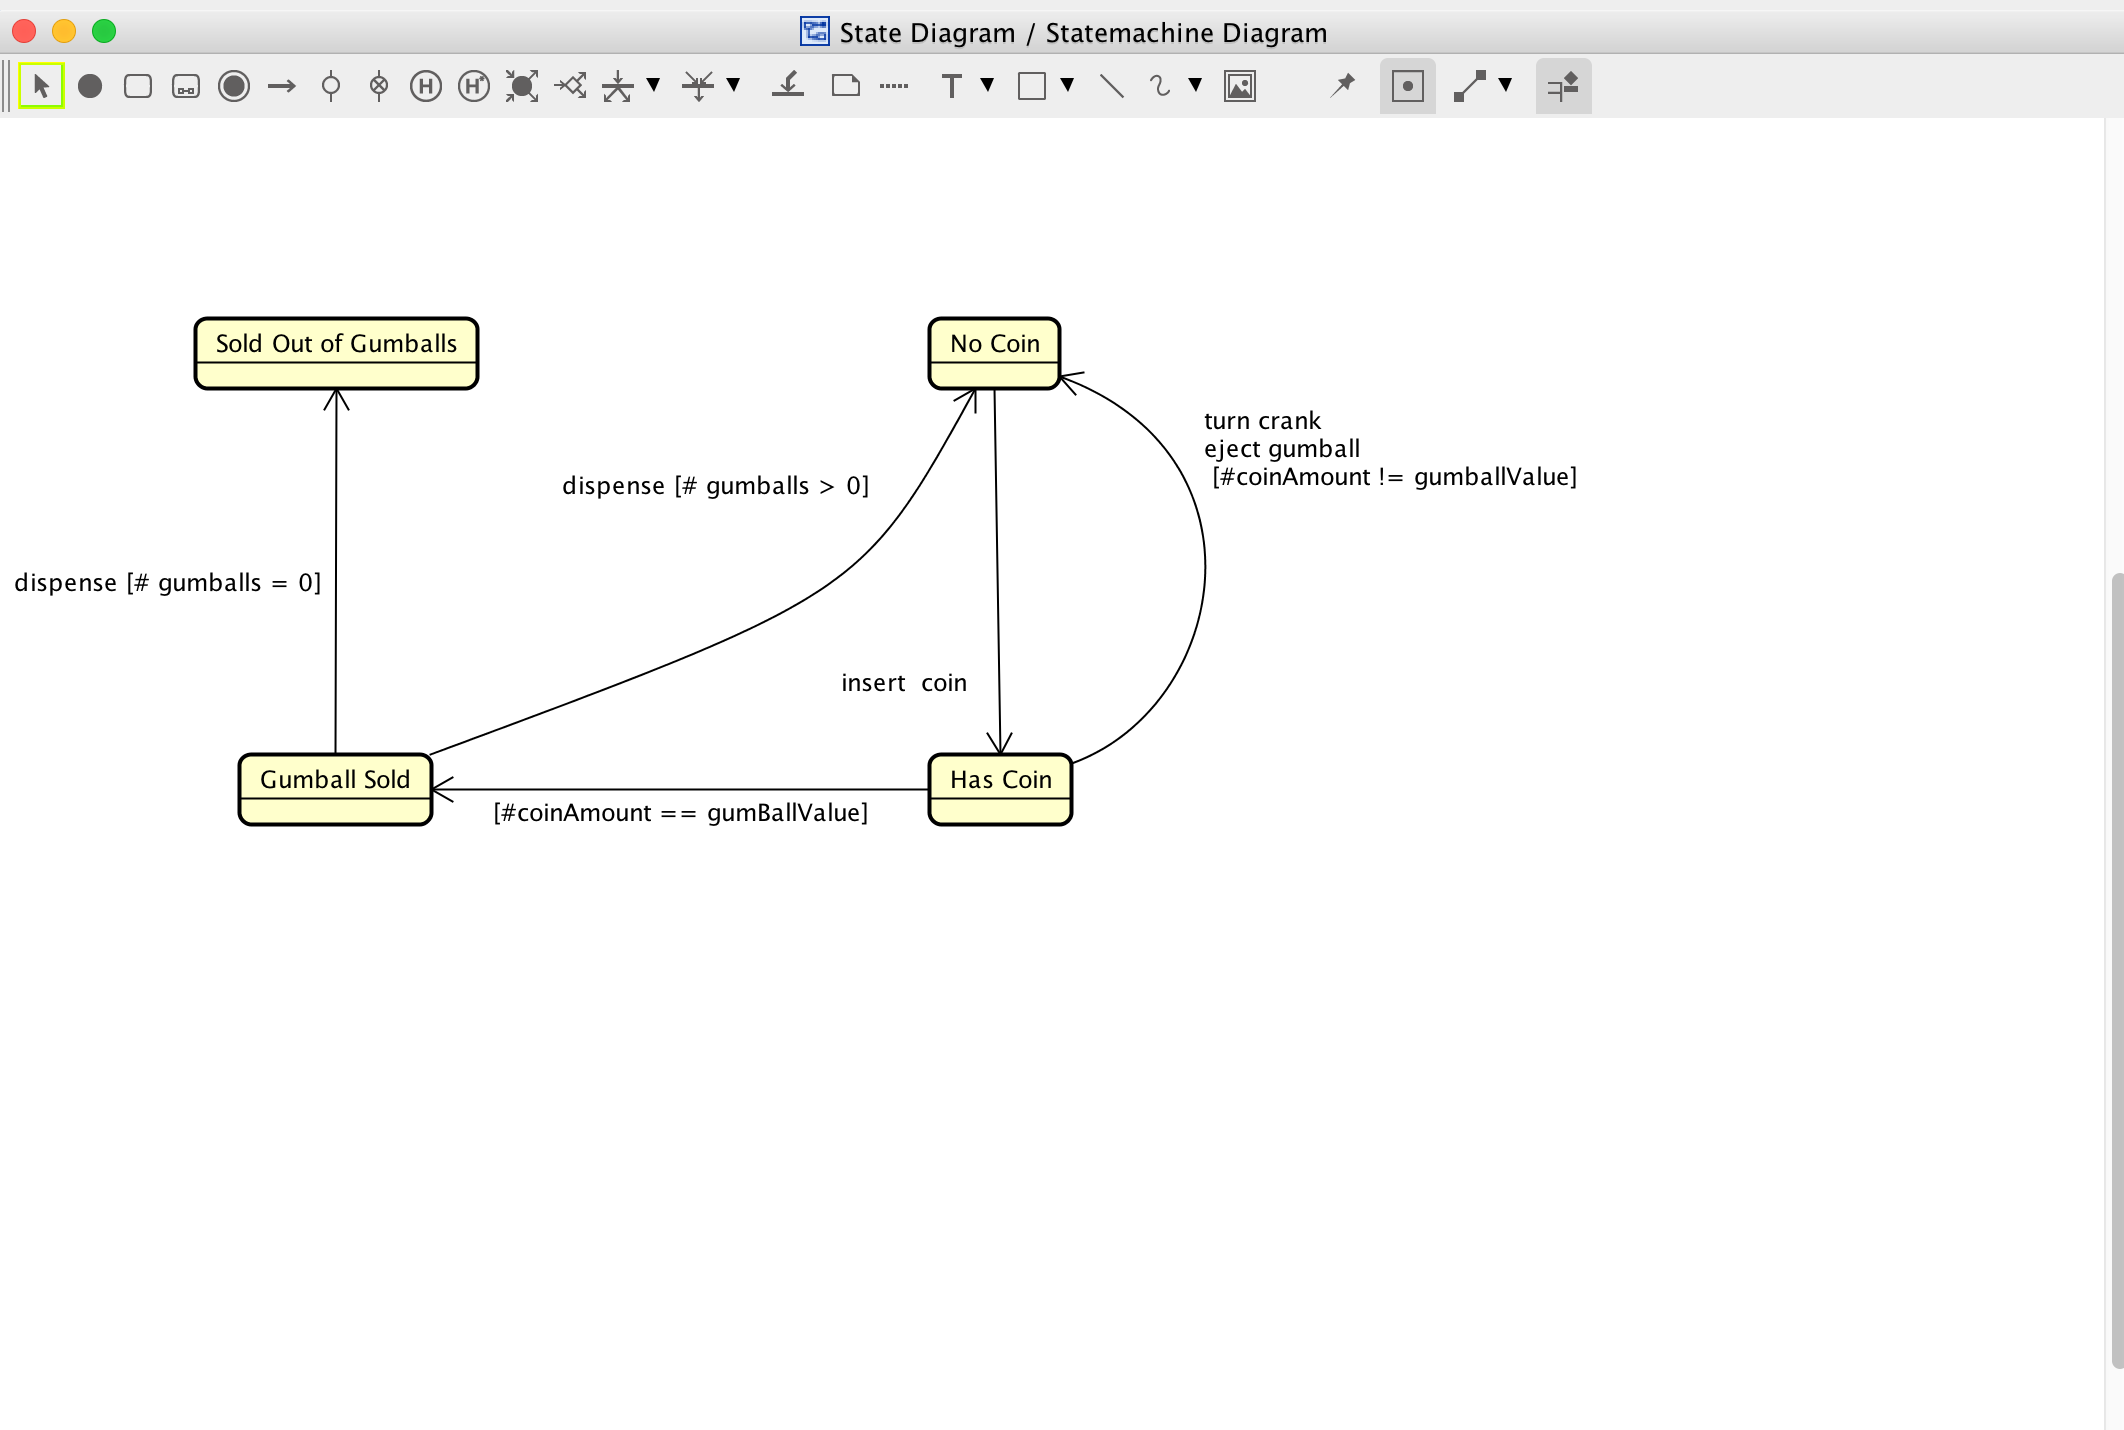 State Diagram / Statemachine Diagram
H H* T
Sold Out of Gumballs
No Coin
turn crank
eject gumball
[#coinAmount != gumballValue]
dispense [# gumballs > 0]
dispense [# gumballs = 0]
insert  coin
Gumball Sold
Has Coin
[#coinAmount == gumBallValue]